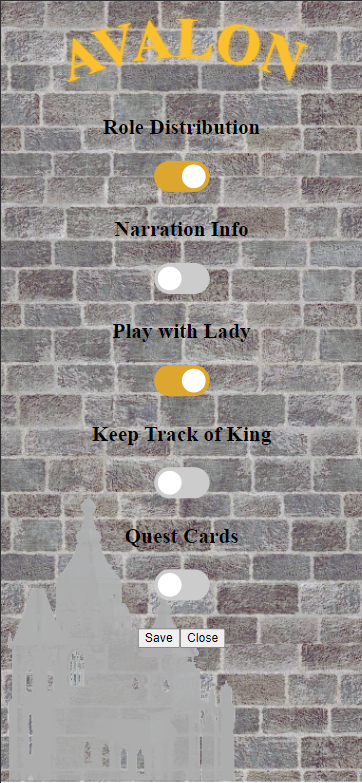 AVALON
Role Distribution
Narration Info
Play with Lady
Keep Track of King
Quest Cards
Save Close